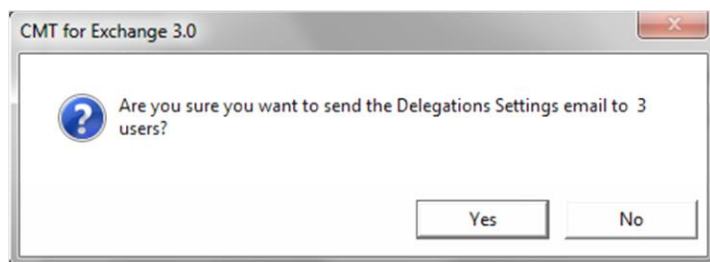 CMT for Exchange 3.0
Are you sure you want to send the Delegations Settings email to 3
users?
Yes
No